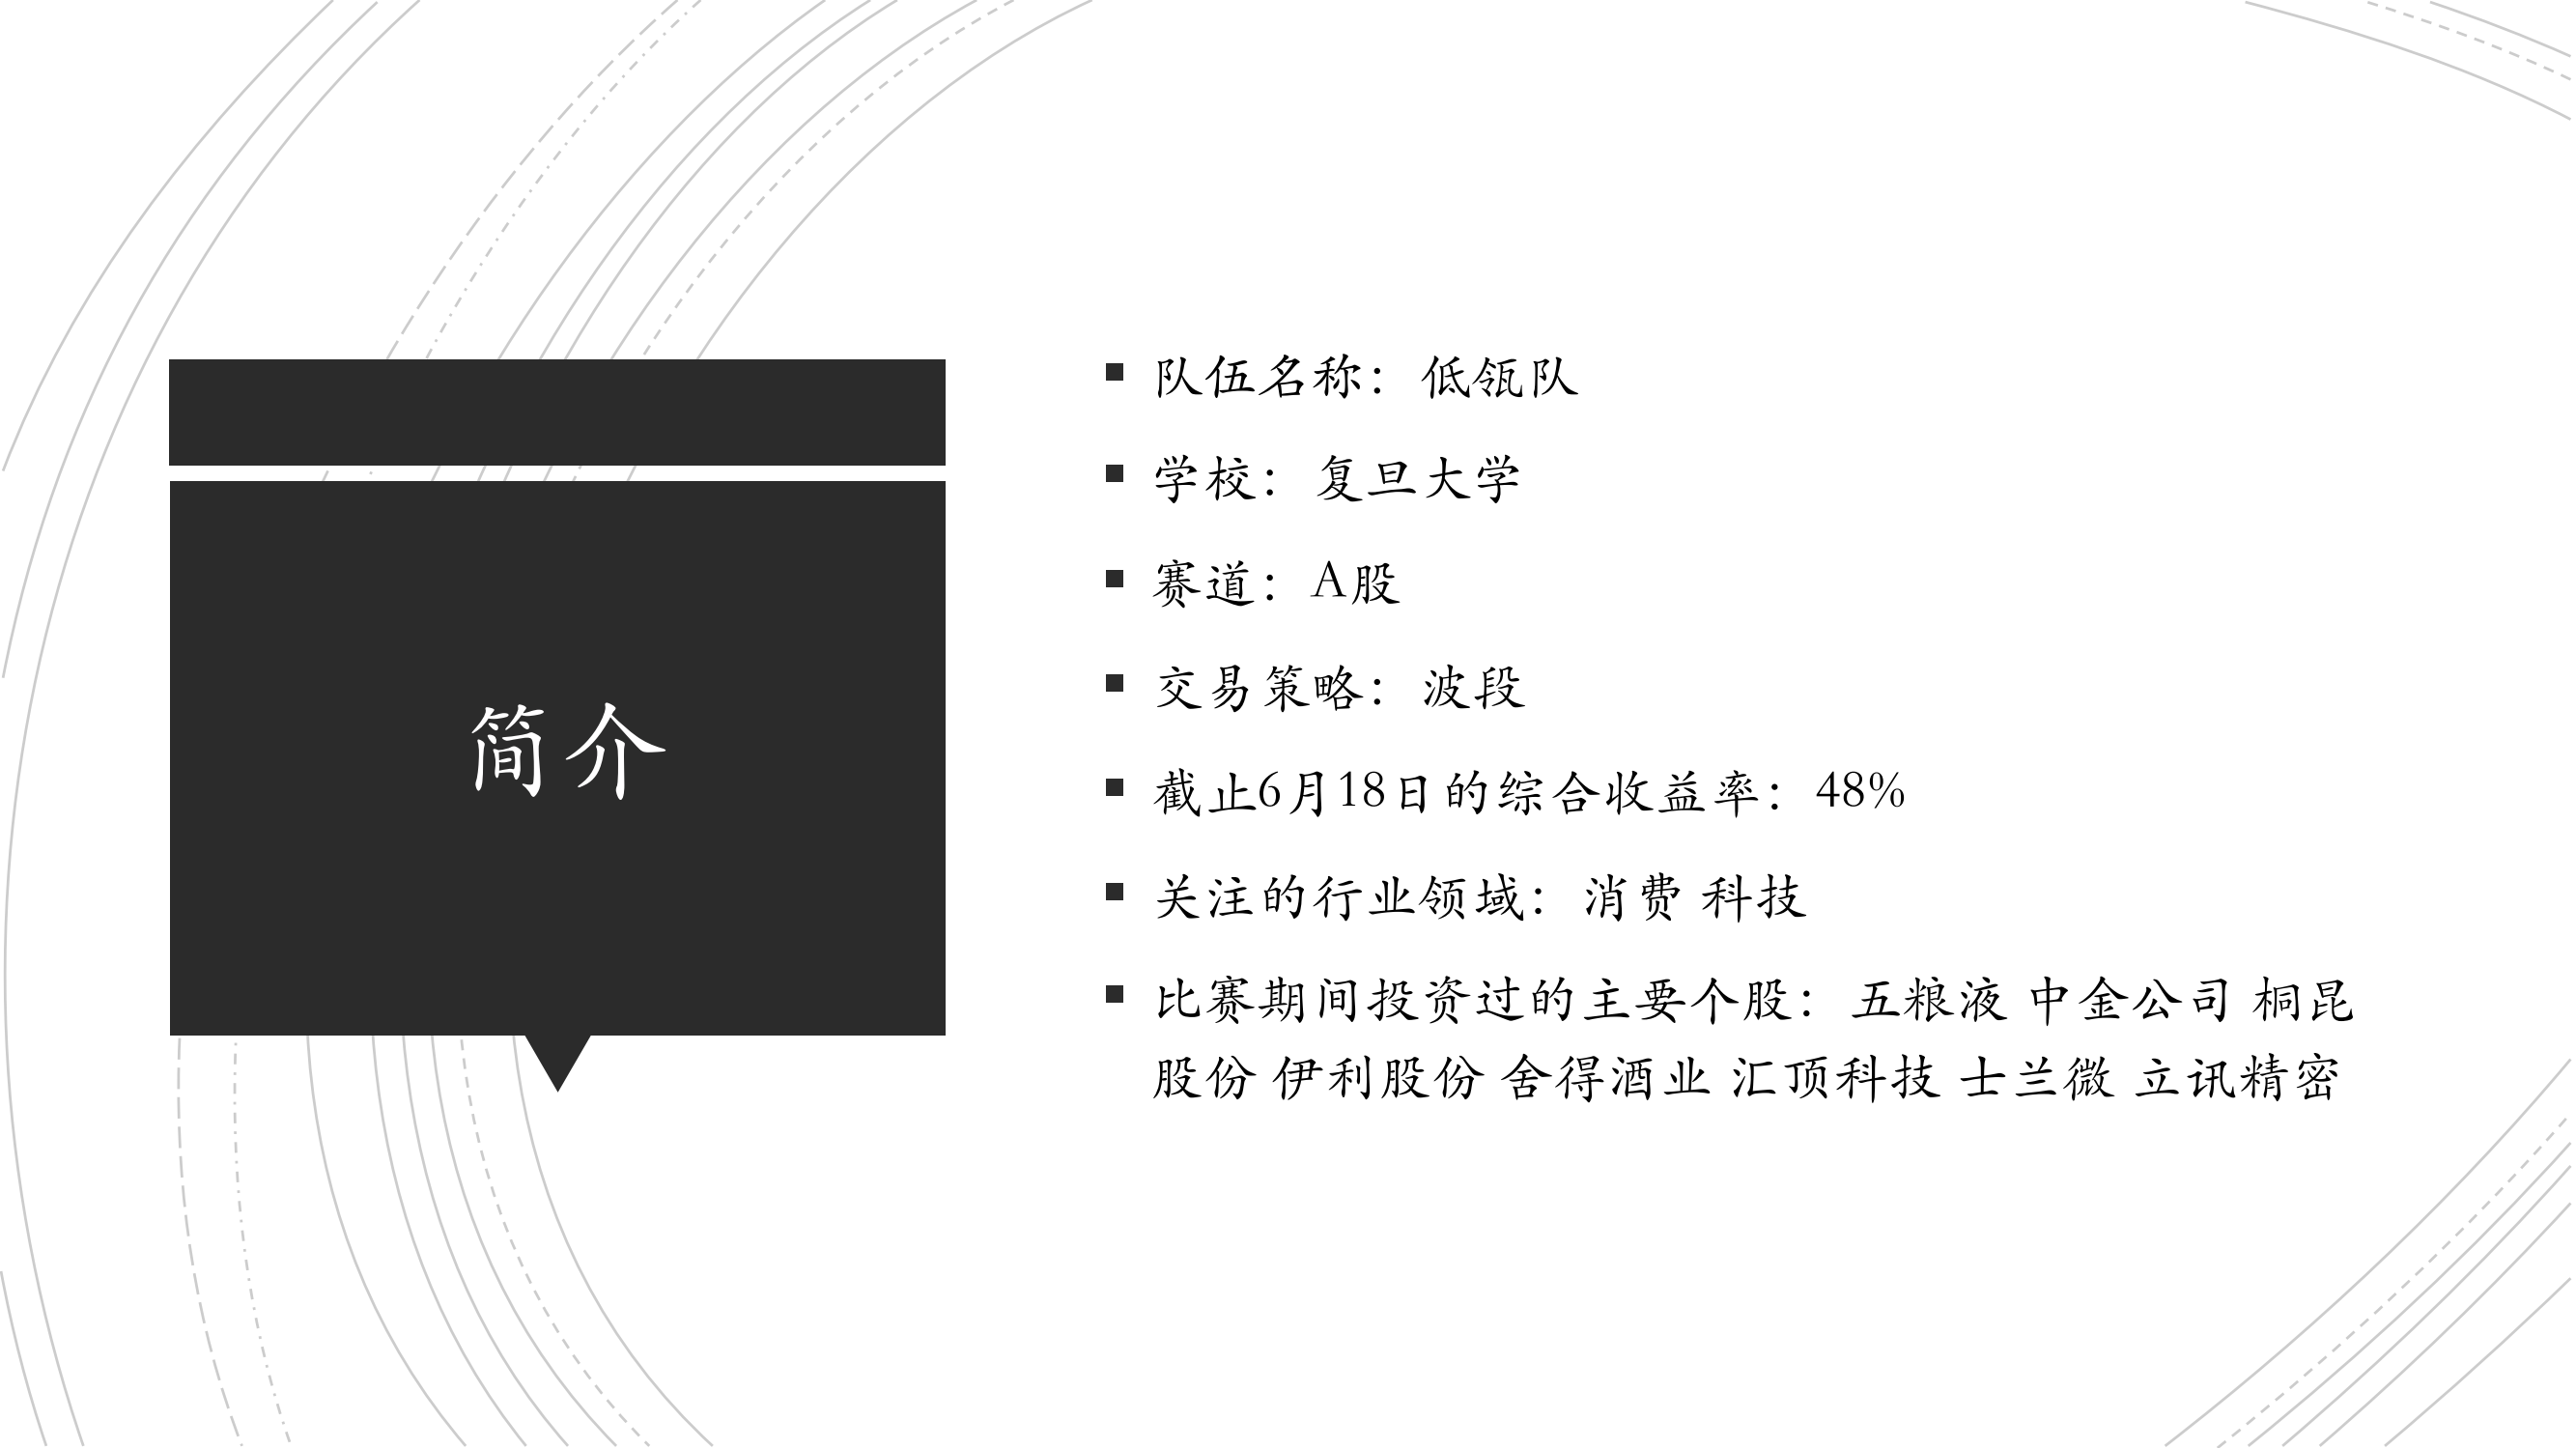 简介
队伍名称：低瓴队
学校： 复旦大学
赛道：A股
交易策略：波段
截止6月18日的综合收益率：48%
关注的行业领域：消费 科技
比赛期间投资过的主要个股：五粮液 中金公司 桐昆
股份 伊利股份 舍得酒业 汇顶科技 士兰微 立讯精密